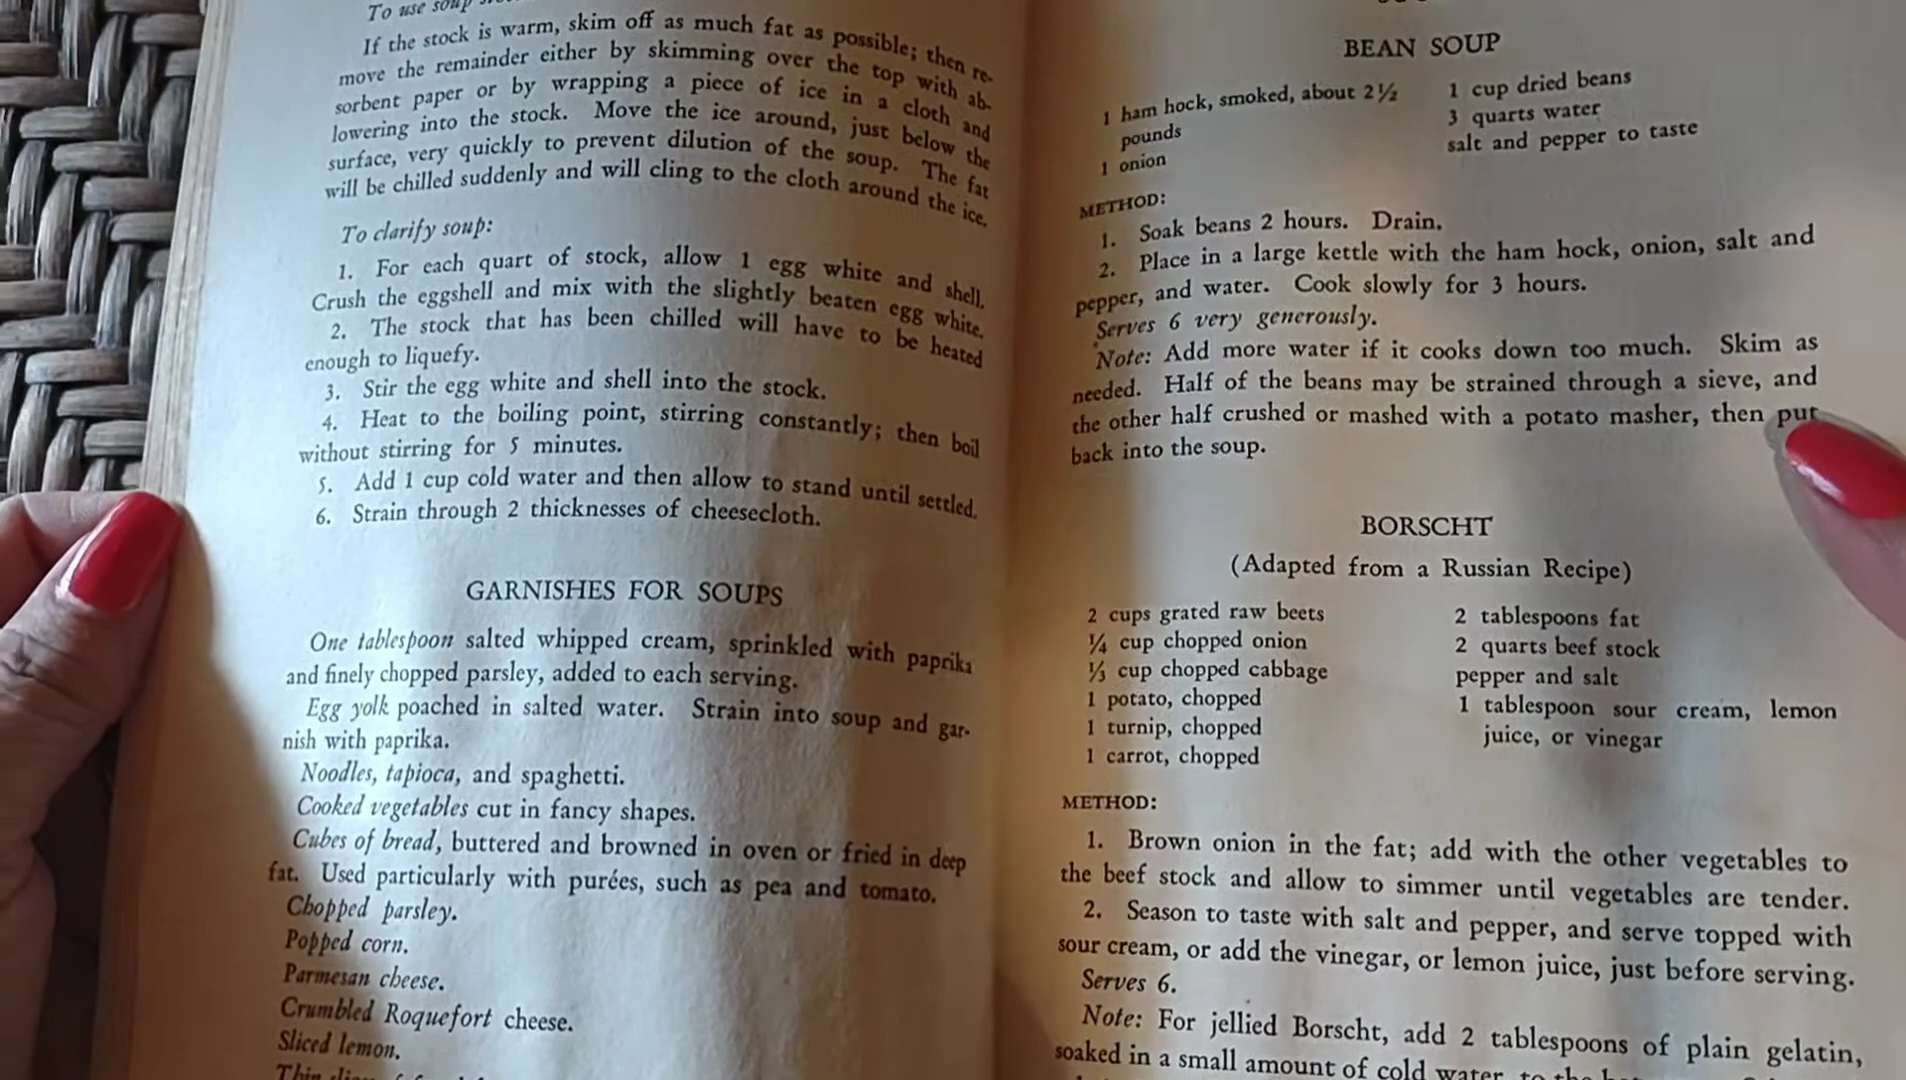 To use soup
If the stock is warm, skim off as much fat as possible; then re-
move the remainder either by skimming over the top with ab-
sorbent paper or by wrapping a piece of ice in a cloth and
lowering into the stock. Move the ice around, just below the
surface, very quickly to prevent dilution of the soup. The fat
will be chilled suddenly and will cling to the cloth around the ice.
To clarify soup:
1. For each quart of stock, allow 1 egg white and shell.
Crush the eggshell and mix with the slightly beaten egg white.
2. The stock that has been chilled will have to be heated
enough to liquefy.
3. Stir the egg white and shell into the stock.
4. Heat to the boiling point, stirring constantly; then boil
without stirring for 5 minutes.
5. Add 1 cup cold water and then allow to stand until settled.
6. Strain through 2 thicknesses of cheesecloth.
GARNISHES FOR SOUPS
One tablespoon salted whipped cream, sprinkled with paprika
and finely chopped parsley, added to each serving.
Egg yolk poached in salted water. Strain into soup and gar-
nish with paprika.
Noodles, tapioca, and spaghetti.
Cooked vegetables cut in fancy shapes.
Cubes of bread, buttered and browned in oven or fried in deep
fat. Used particularly with purées, such as pea and tomato.
Chopped parsley.
Popped corn.
Parmesan cheese.
Crumbled Roquefort cheese.
Sliced lemon.
BEAN SOUP
1 ham hock, smoked, about 2½
pounds
1 onion
1 cup dried beans
3 quarts water
salt and pepper to taste
METHOD:
1. Soak beans 2 hours. Drain.
2. Place in a large kettle with the ham hock, onion, salt and
pepper, and water. Cook slowly for 3 hours.
Serves 6 very generously.
Note: Add more water if it cooks down too much. Skim as
needed. Half of the beans may be strained through a sieve, and
the other half crushed or mashed with a potato masher, then put
back into the soup.
BORSCHT
(Adapted from a Russian Recipe)
2 cups grated raw beets
¼ cup chopped onion
⅓ cup chopped cabbage
1 potato, chopped
1 turnip, chopped
1 carrot, chopped
2 tablespoons fat
2 quarts beef stock
pepper and salt
1 tablespoon sour cream, lemon
juice, or vinegar
METHOD:
1. Brown onion in the fat; add with the other vegetables to
the beef stock and allow to simmer until vegetables are tender.
2. Season to taste with salt and pepper, and serve topped with
sour cream, or add the vinegar, or lemon juice, just before serving.
Serves 6.
Note: For jellied Borscht, add 2 tablespoons of plain gelatin,
soaked in a small amount of cold water, to the